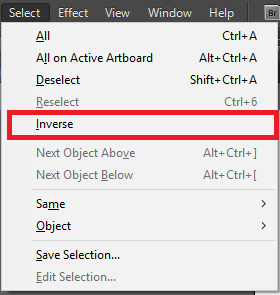 Select Effect View Window Help Br
All Ctrl+A
All on Active Artboard Alt+Ctrl+A
Deselect Shift+Ctrl+A
Reselect Ctrl+6
Inverse
Next Object Above Alt+Ctrl+]
Next Object Below Alt+Ctrl+[
Same
Object
Save Selection...
Edit Selection...